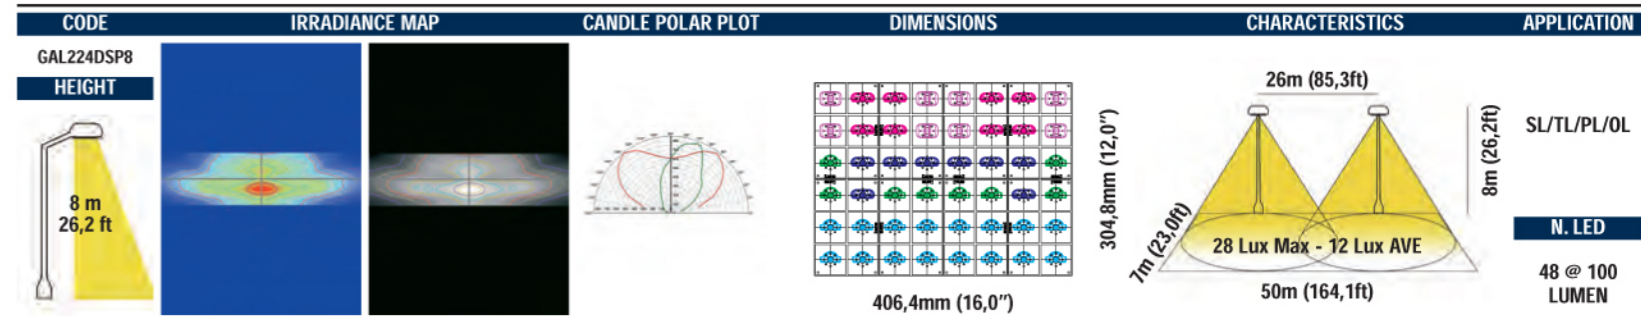 CODE
IRRADIANCE MAP
CANDLE POLAR PLOT
DIMENSIONS
CHARACTERISTICS
APPLICATION
GAL224DSP8
HEIGHT
8 m
26,2 ft
406,4mm (16,0")
304,8mm (12,0")
26m (85,3ft)
8m (26,2ft)
7m (23,0ft)
28 Lux Max - 12 Lux AVE
50m (164,1ft)
SL/TL/PL/OL
N. LED
48 @ 100
LUMEN